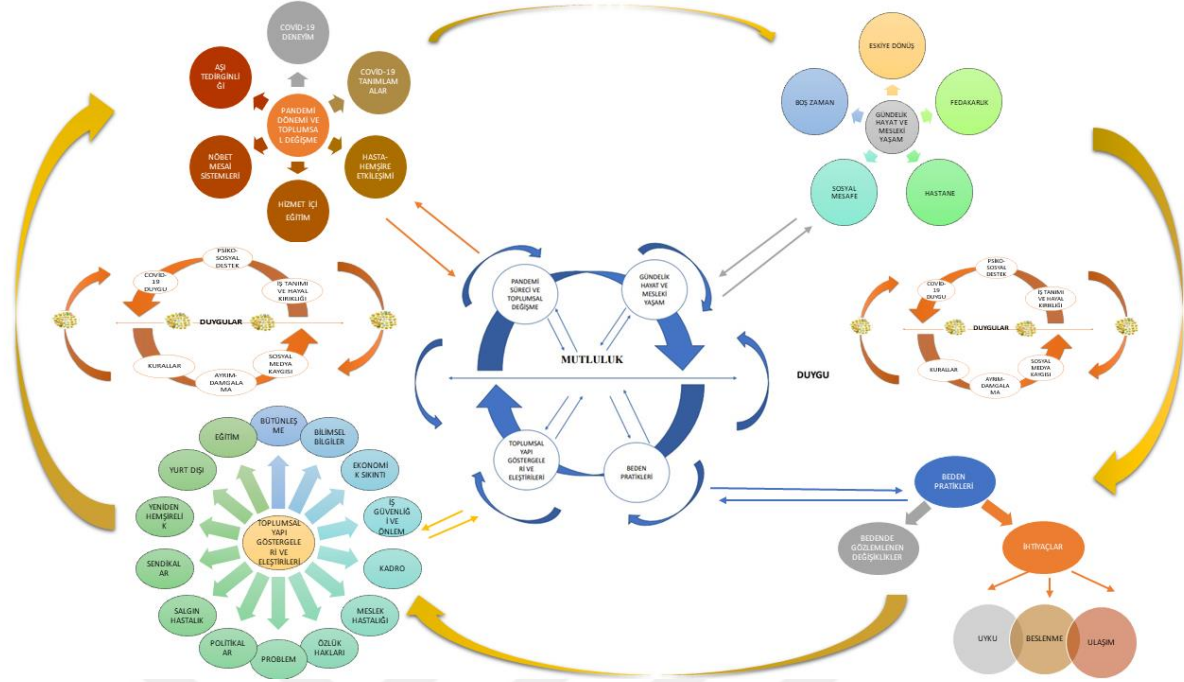 COVİD-19
DENEYİM
AŞI
TEDİRGİNLİ
Ğİ
COVİD-19
TANIMLAM
ALAR
PANDEMİ
DÖNEMİ VE
TOPLUMSA
L DEĞİŞME
NÖBET
MESAİ
SİSTEMLERİ
HASTA-
HEMŞİRE
ETKİLEŞİMİ
HİZMET İÇİ
EĞİTİM
ESKİYE DÖNÜŞ
BOŞ ZAMAN
FEDAKARLIK
GÜNDELİK
HAYAT VE
MESLEKİ
YAŞAM
SOSYAL
MESAFE
HASTANE
PSİKO-
SOSYAL
DESTEK
COVİD-
19
DUYGU
İŞ TANIMI
VE HAYAL
KIRIKLIĞI
DUYGULAR
KURALLAR
AYRIM-
DAMGALA
MA
SOSYAL
MEDYA
KAYGISI
PANDEMİ
SÜRECİ VE
TOPLUMSAL
DEĞİŞME
GÜNDELİK
HAYAT VE
MESLEKİ
YAŞAM
MUTLULUK
TOPLUMSAL
YAPI
GÖSTERGELE
Rİ VE
ELEŞTİRİLERİ
BEDEN
PRATİKLERİ
DUYGU
PSİKO-
SOSYAL
DESTEK
COVİD-
19
DUYGU
İŞ TANIMI
VE HAYAL
KIRIKLIĞI
DUYGULAR
KURALLAR
AYRIM-
DAMGALA
MA
SOSYAL
MEDYA
KAYGISI
BÜTÜNLEŞ
ME
BİLİMSEL
BİLGİLER
EKONOMİ
K SIKINTI
İŞ
GÜVENLİĞ
İ VE
ÖNLEM
KADRO
MESLEK
HASTALIĞI
ÖZLÜK
HAKLARI
PROBLEM
POLİTİKAL
AR
SALGIN
HASTALIK
SENDİKAL
AR
YENİDEN
HEMŞİRELİ
K
YURT DIŞI
EĞİTİM
TOPLUMSAL
YAPI
GÖSTERGELE
Rİ VE
ELEŞTİRİLERİ
BEDEN
PRATİKLERİ
BEDENDE
GÖZLEMLENEN
DEĞİŞİKLİKLER
İHTİYAÇLAR
UYKU
BESLENME
ULAŞIM